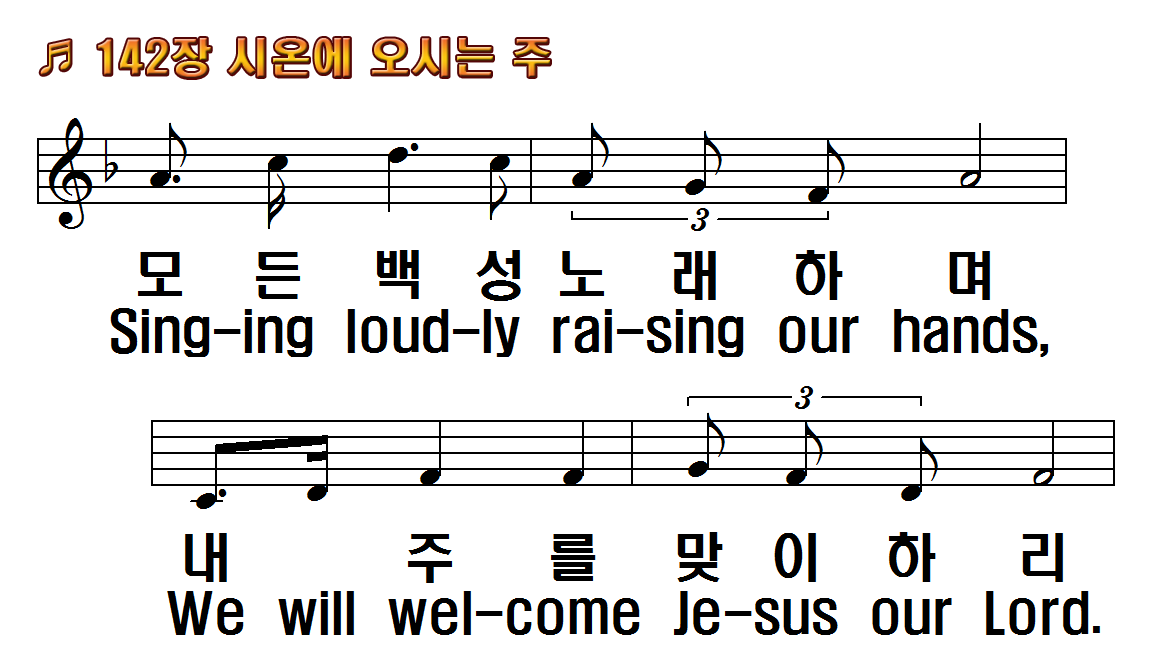 ♬ 142장 시온에 오시는 주
3
모 든 백 성 노 래 하 며
Sing-ing loud-ly rai-sing our hands,
3
내 주 를 맞 이 하 리
We will wel-come Je-sus our Lord.